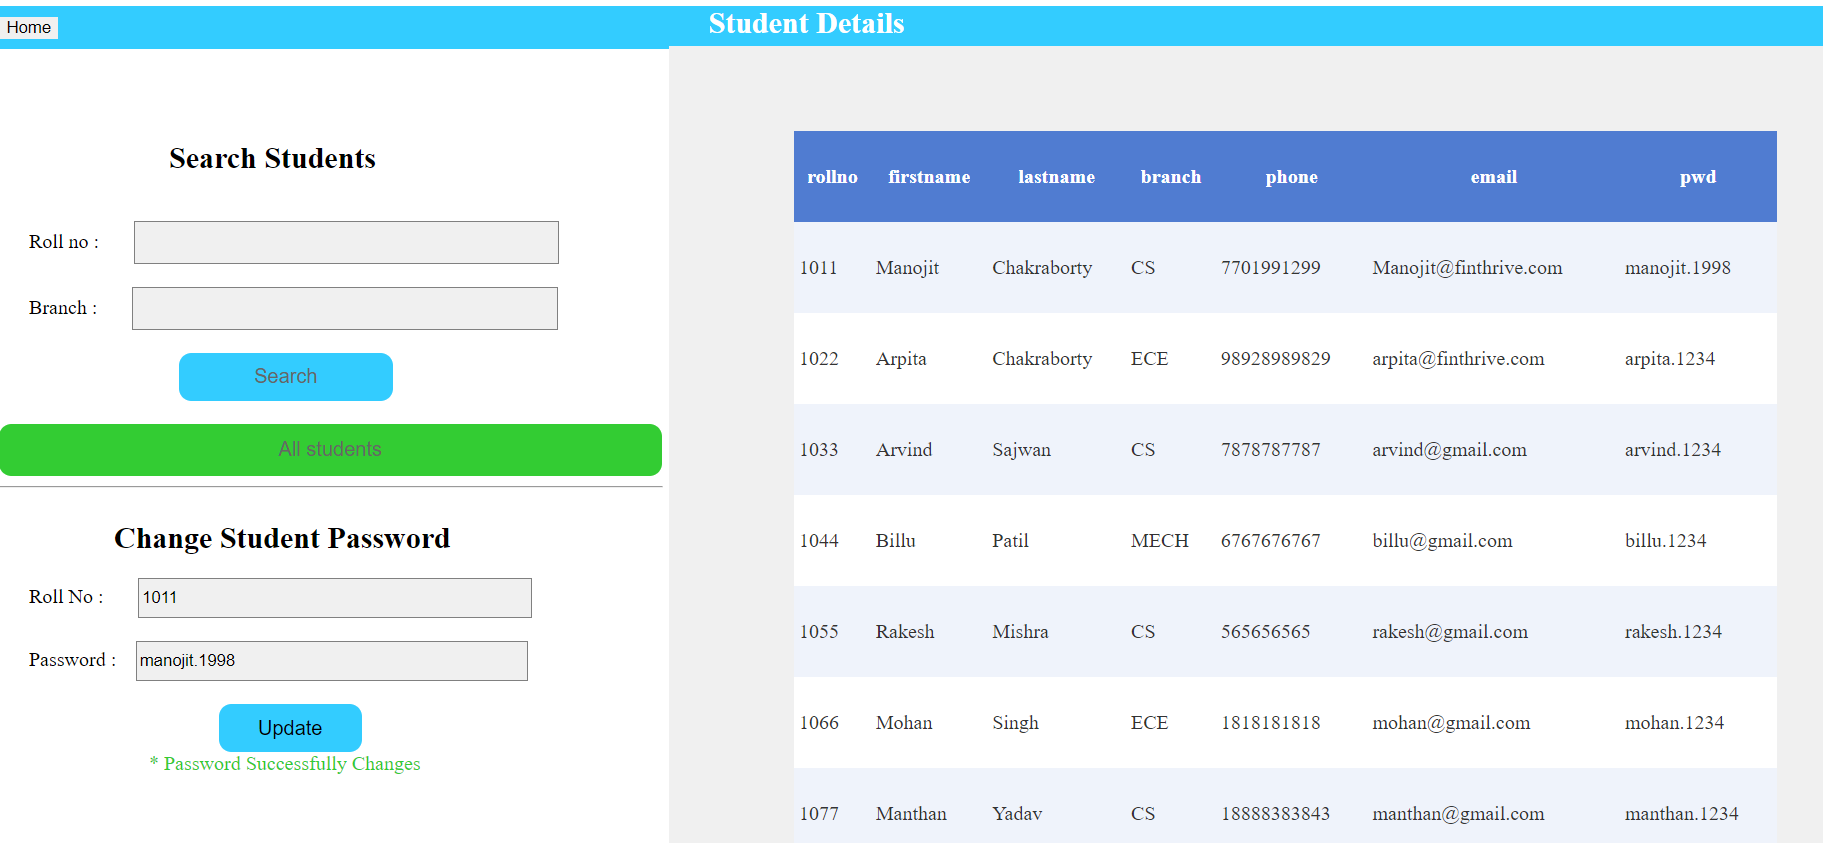 Home
Student Details
Search Students
Roll no :
Branch :
Search
All students
Change Student Password
Roll No : 1011
Password : manojit.1998
Update
* Password Successfully Changes
rollno firstname lastname branch phone email pwd
1011 Manojit Chakraborty CS 7701991299 Manojit@finthrive.com manojit.1998
1022 Arpita Chakraborty ECE 98928989829 arpita@finthrive.com arpita.1234
1033 Arvind Sajwan CS 7878787787 arvind@gmail.com arvind.1234
1044 Billu Patil MECH 6767676767 billu@gmail.com billu.1234
1055 Rakesh Mishra CS 565656565 rakesh@gmail.com rakesh.1234
1066 Mohan Singh ECE 1818181818 mohan@gmail.com mohan.1234
1077 Manthan Yadav CS 18888383843 manthan@gmail.com manthan.1234